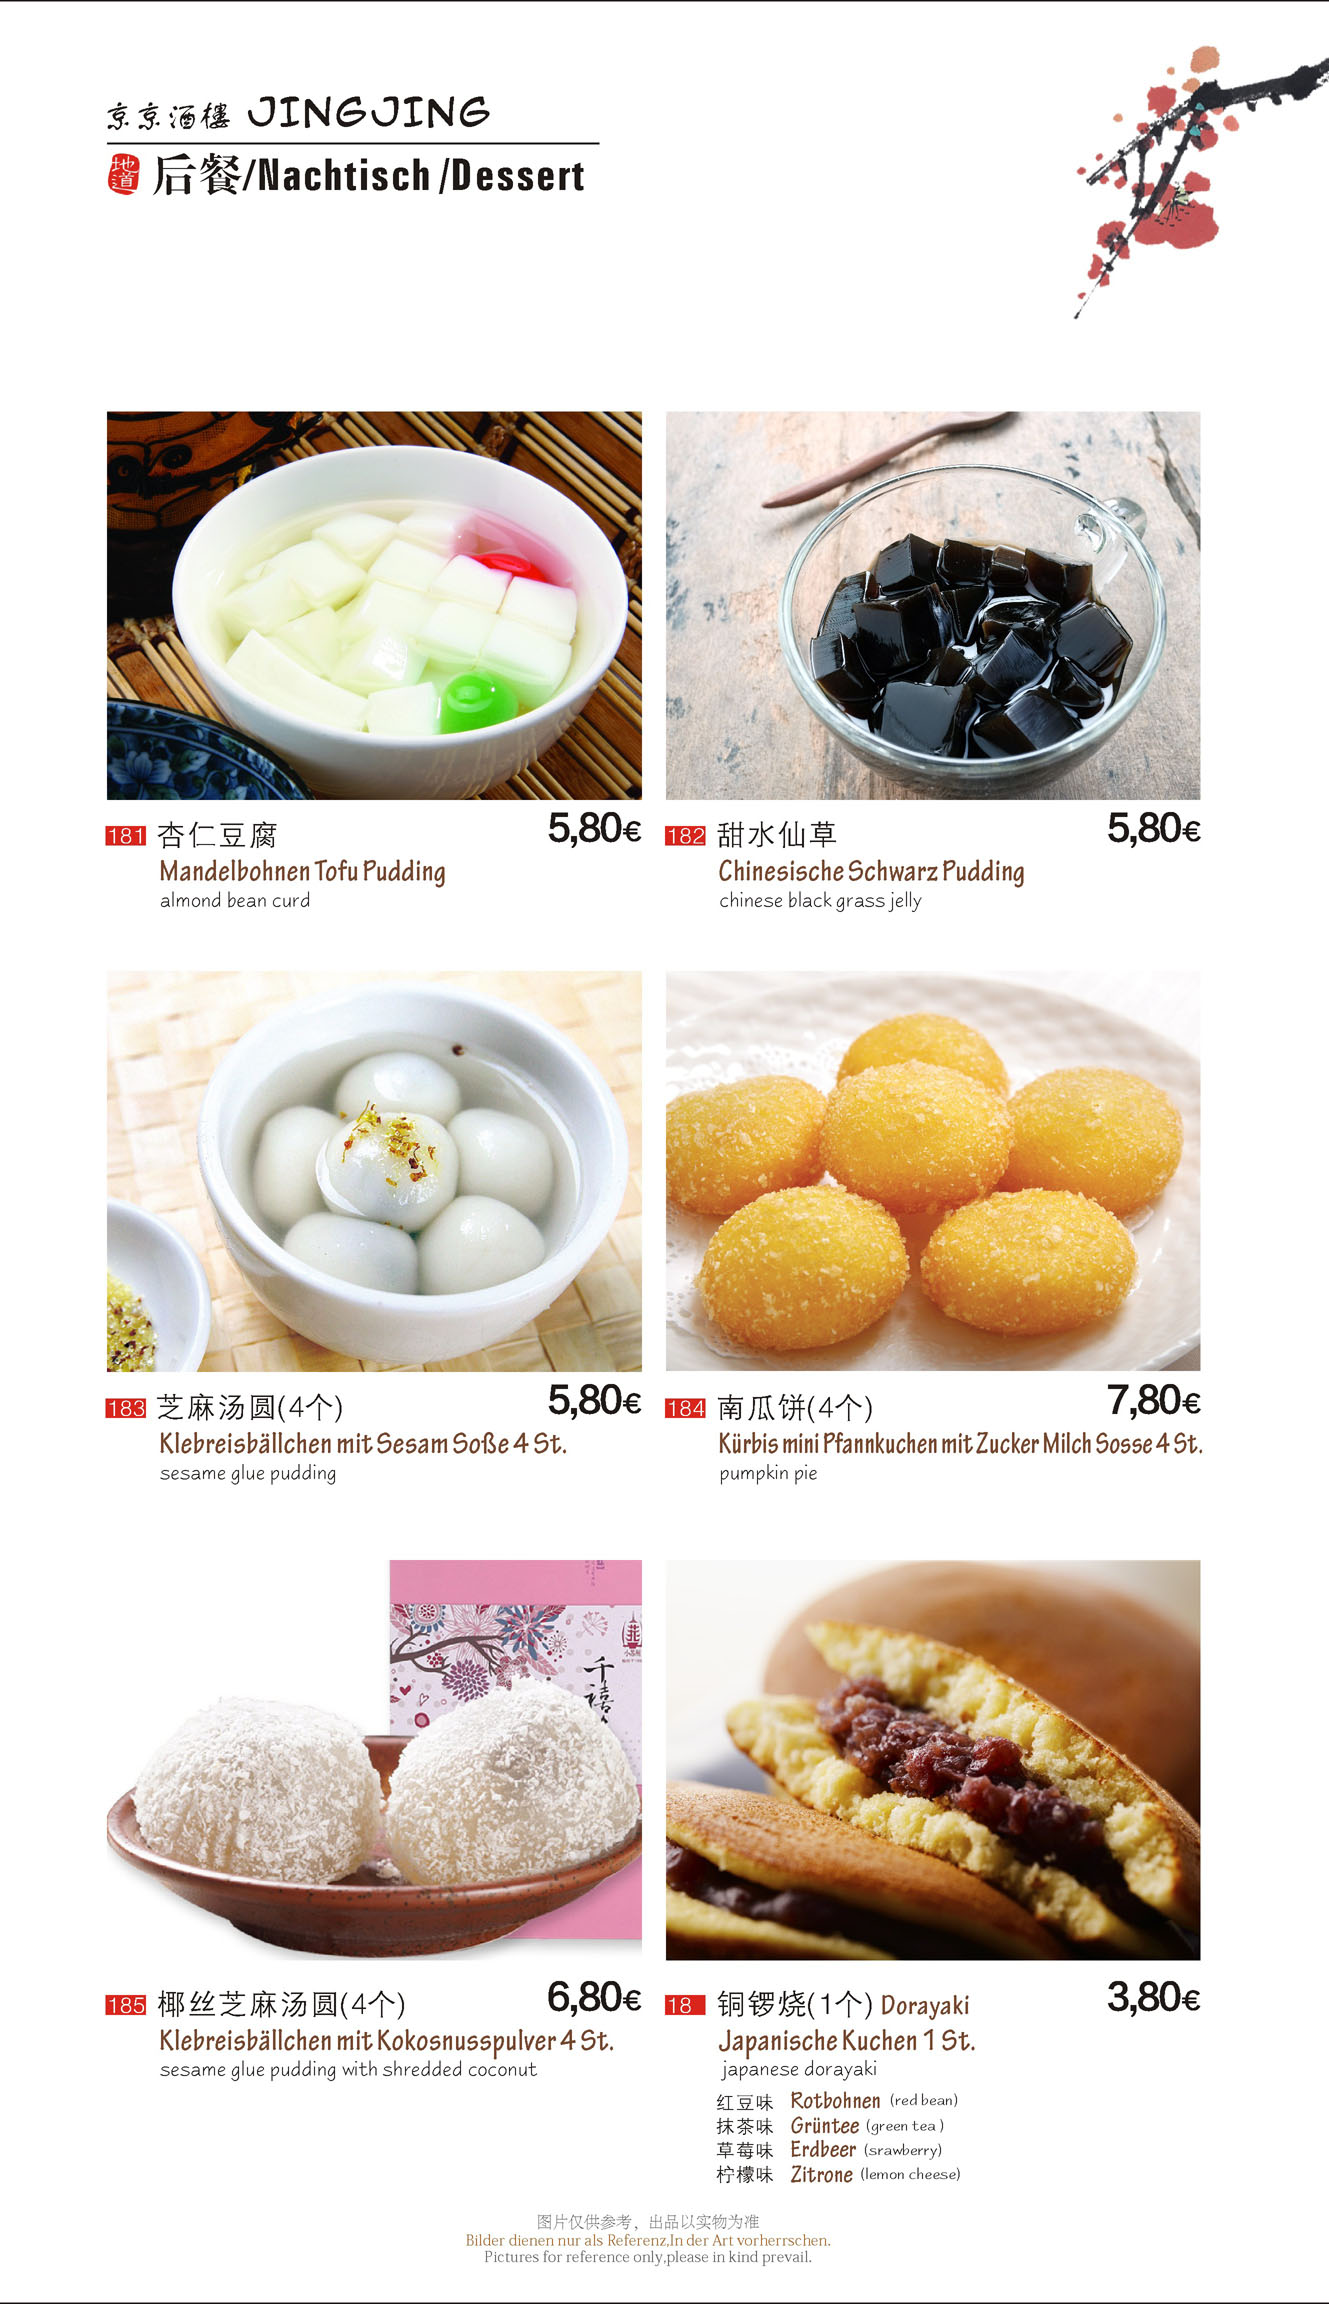 京京酒樓 JINGJING
地道 后餐/Nachtisch /Dessert
181 杏仁豆腐 5,80€
Mandelbohnen Tofu Pudding
almond bean curd
182 甜水仙草 5,80€
Chinesische Schwarz Pudding
chinese black grass jelly
183 芝麻汤圆(4个) 5,80€
Klebreisbällchen mit Sesam Soße 4 St.
sesame glue pudding
184 南瓜饼(4个) 7,80€
Kürbis mini Pfannkuchen mit Zucker Milch Sosse 4 St.
pumpkin pie
千禧
185 椰丝芝麻汤圆(4个) 6,80€
Klebreisbällchen mit Kokosnusspulver 4 St.
sesame glue pudding with shredded coconut
18 铜锣烧(1个) Dorayaki 3,80€
Japanische Kuchen 1 St.
japanese dorayaki
红豆味 Rotbohnen (red bean)
抹茶味 Grüntee (green tea )
草莓味 Erdbeer (srawberry)
柠檬味 Zitrone (lemon cheese)
图片仅供参考，出品以实物为准
Bilder dienen nur als Referenz,In der Art vorherrschen.
Pictures for reference only,please in kind prevail.